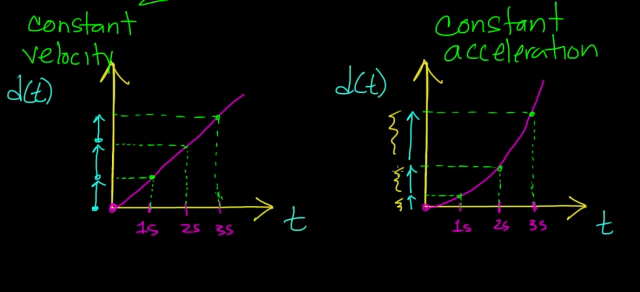 constant
velocity
d(t)
1s 2s 3s
t
constant
acceleration
d(t)
1s 2s 3s
t